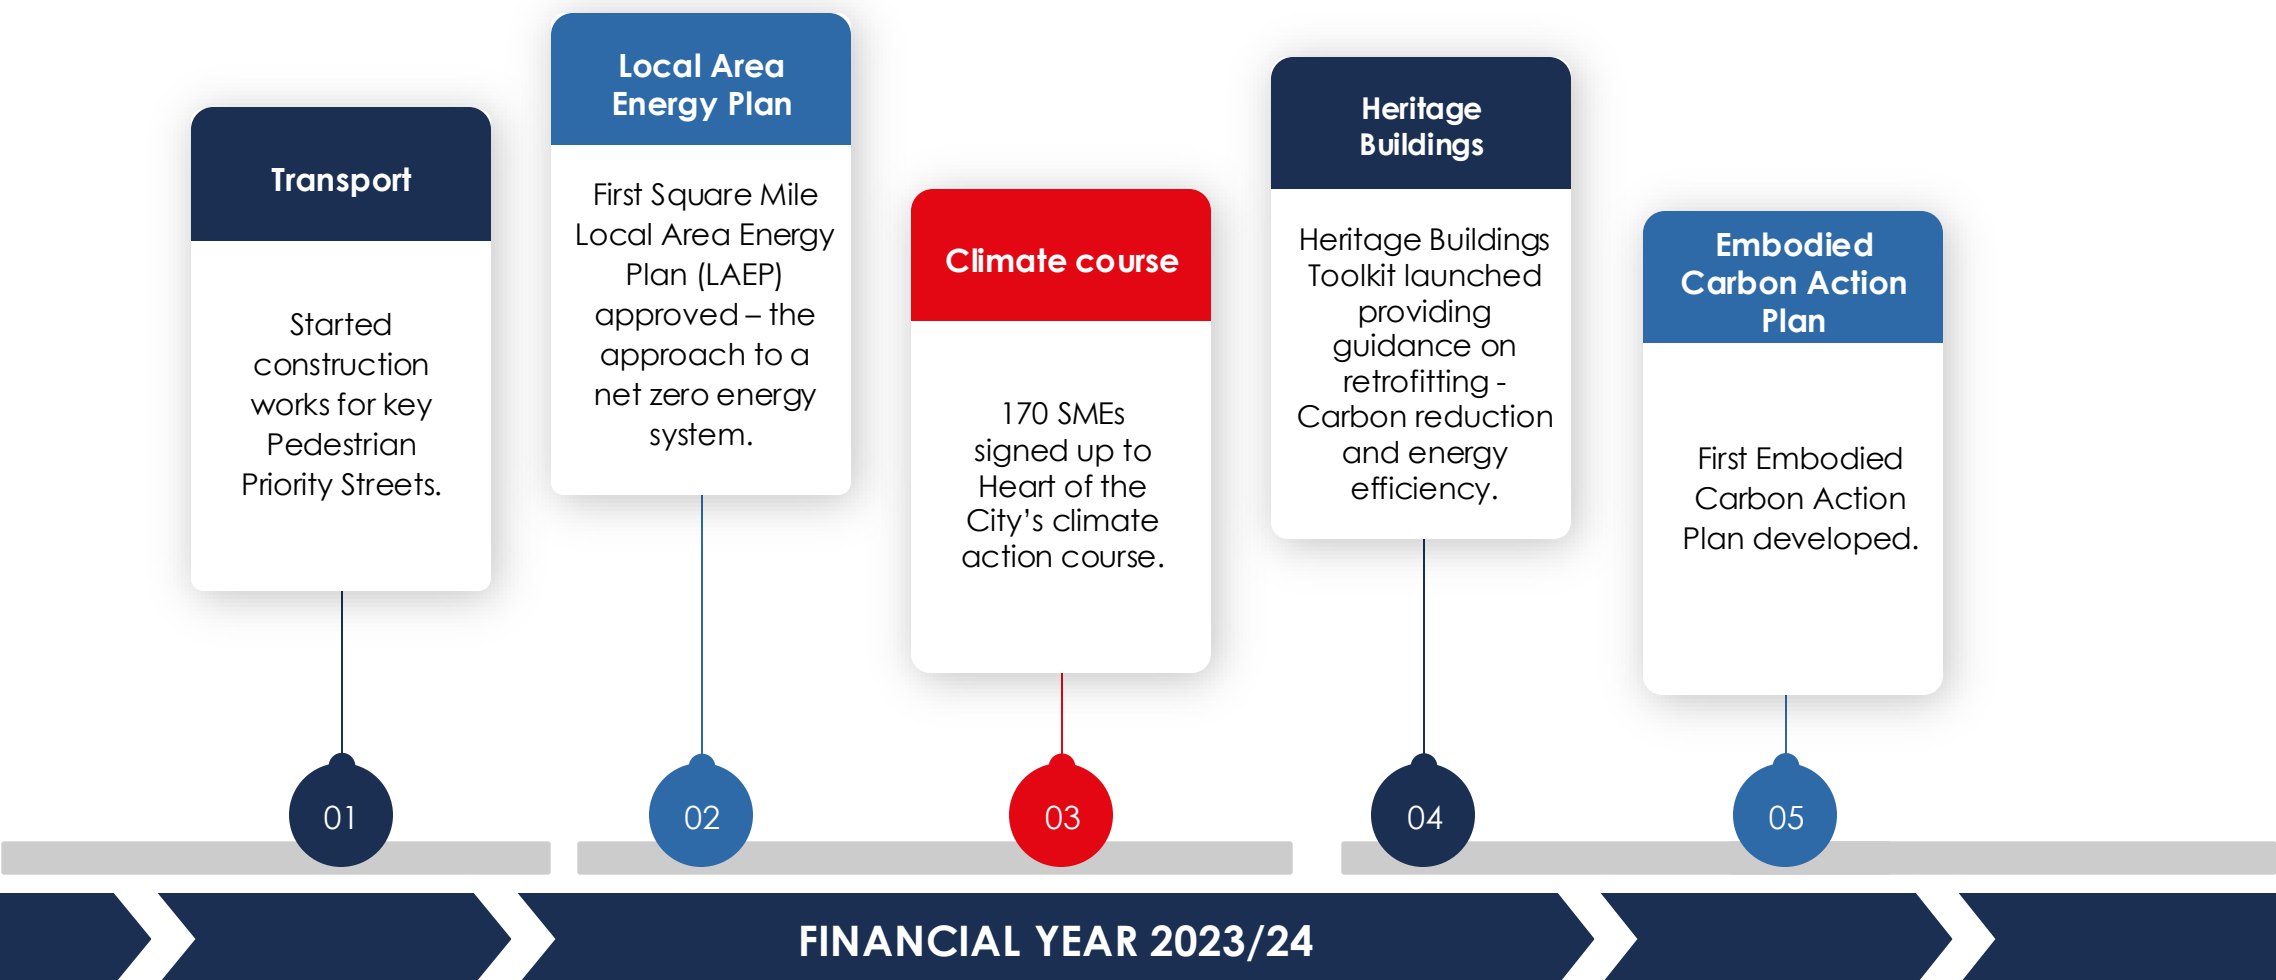 Transport
Started
construction
works for key
Pedestrian
Priority Streets.
01
Local Area
Energy Plan
First Square Mile
Local Area Energy
Plan (LAEP)
approved – the
approach to a
net zero energy
system.
02
Climate course
170 SMEs
signed up to
Heart of the
City’s climate
action course.
03
Heritage
Buildings
Heritage Buildings
Toolkit launched
providing
guidance on
retrofitting -
Carbon reduction
and energy
efficiency.
04
Embodied
Carbon Action
Plan
First Embodied
Carbon Action
Plan developed.
05
FINANCIAL YEAR 2023/24